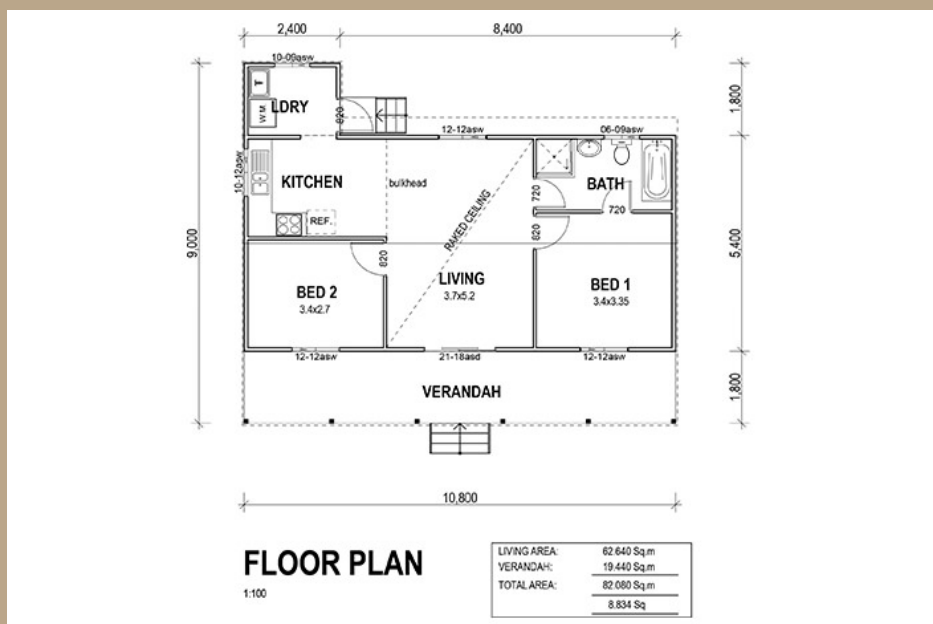 2,400
8,400
10-09asw
T
W.M
LDRY
820
1,800
12-12asw
06-09asw
10-12asw
KITCHEN
bulkhead
RAKED CEILING
720
BATH
720
REF.
820
820
9,000
5,400
BED 2
3.4x2.7
LIVING
3.7x5.2
BED 1
3.4x3.35
12-12asw
21-18asd
12-12asw
VERANDAH
1,800
10,800
FLOOR PLAN
1:100
LIVING AREA: 62.640 Sq.m
VERANDAH: 19.440 Sq.m
TOTAL AREA: 82.080 Sq.m
8.834 Sq